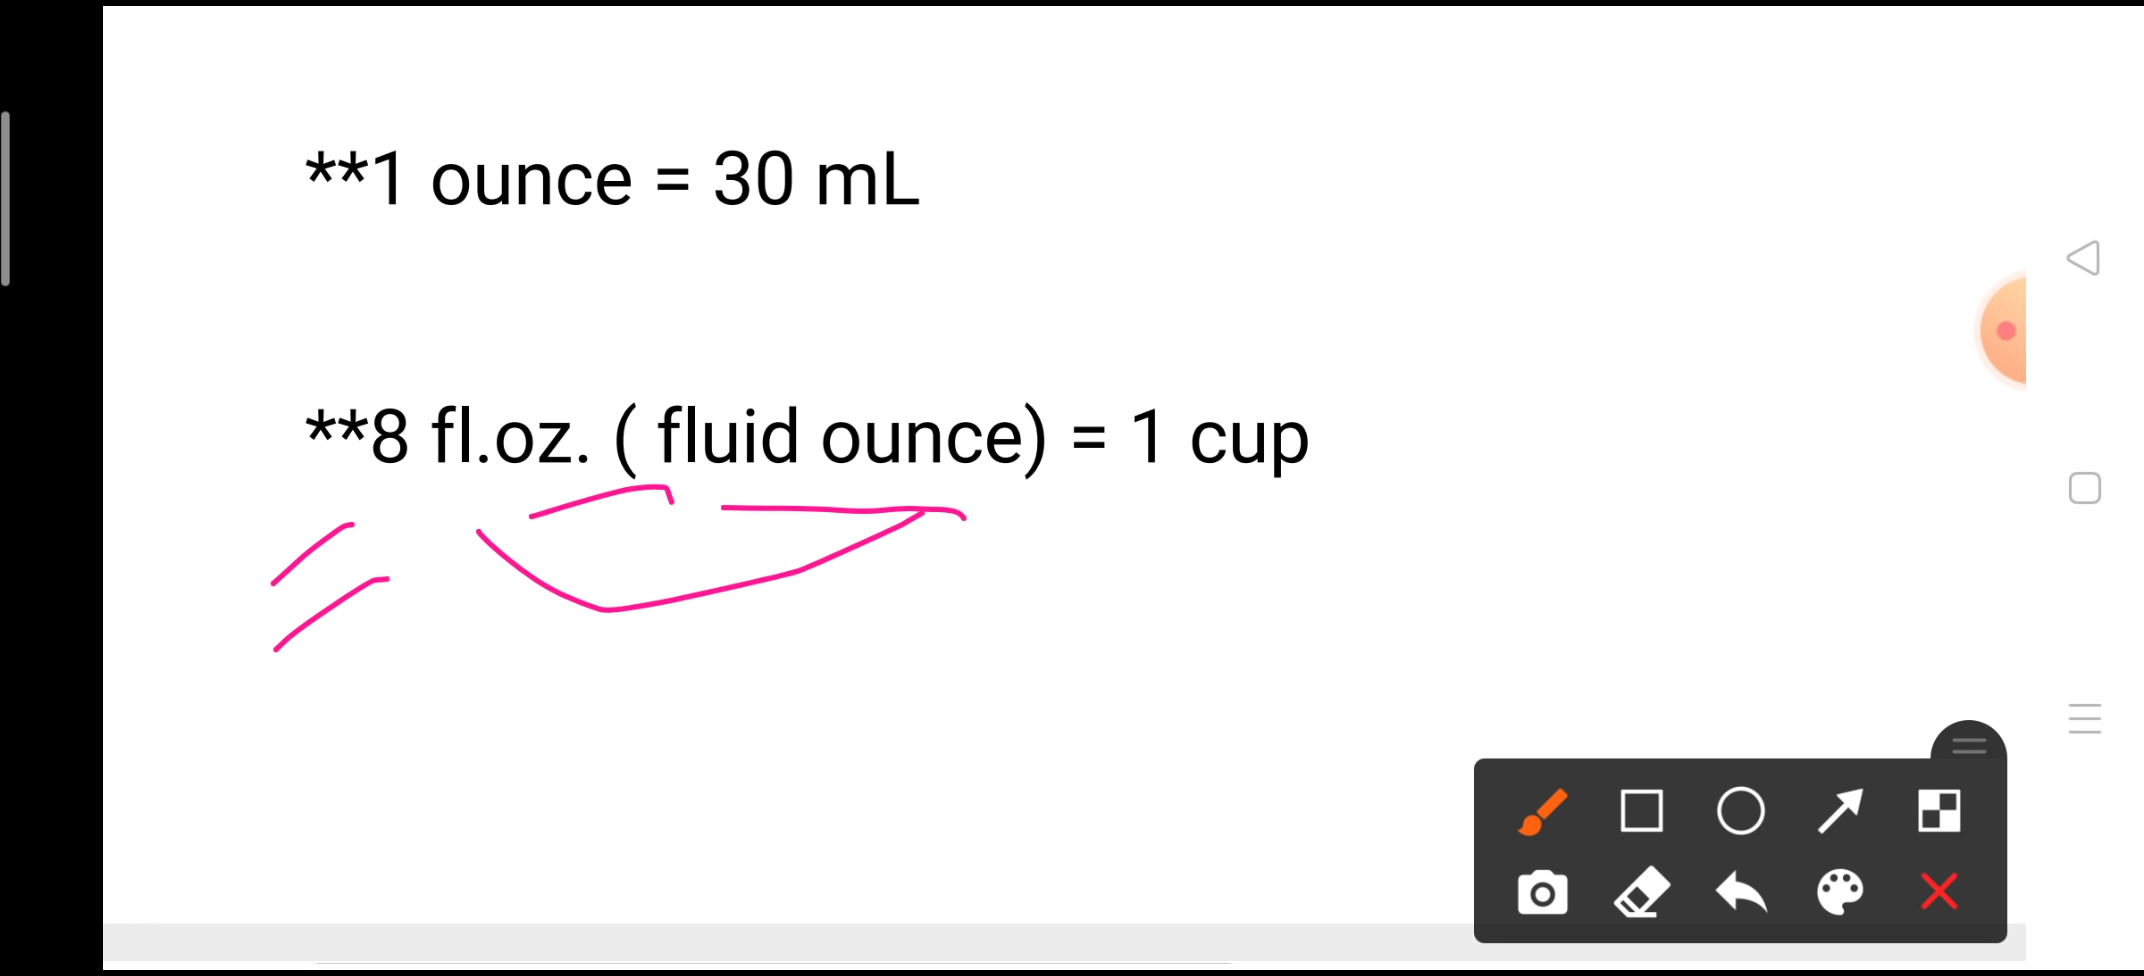 **1 ounce = 30 mL
**8 fl.oz. ( fluid ounce) = 1 cup